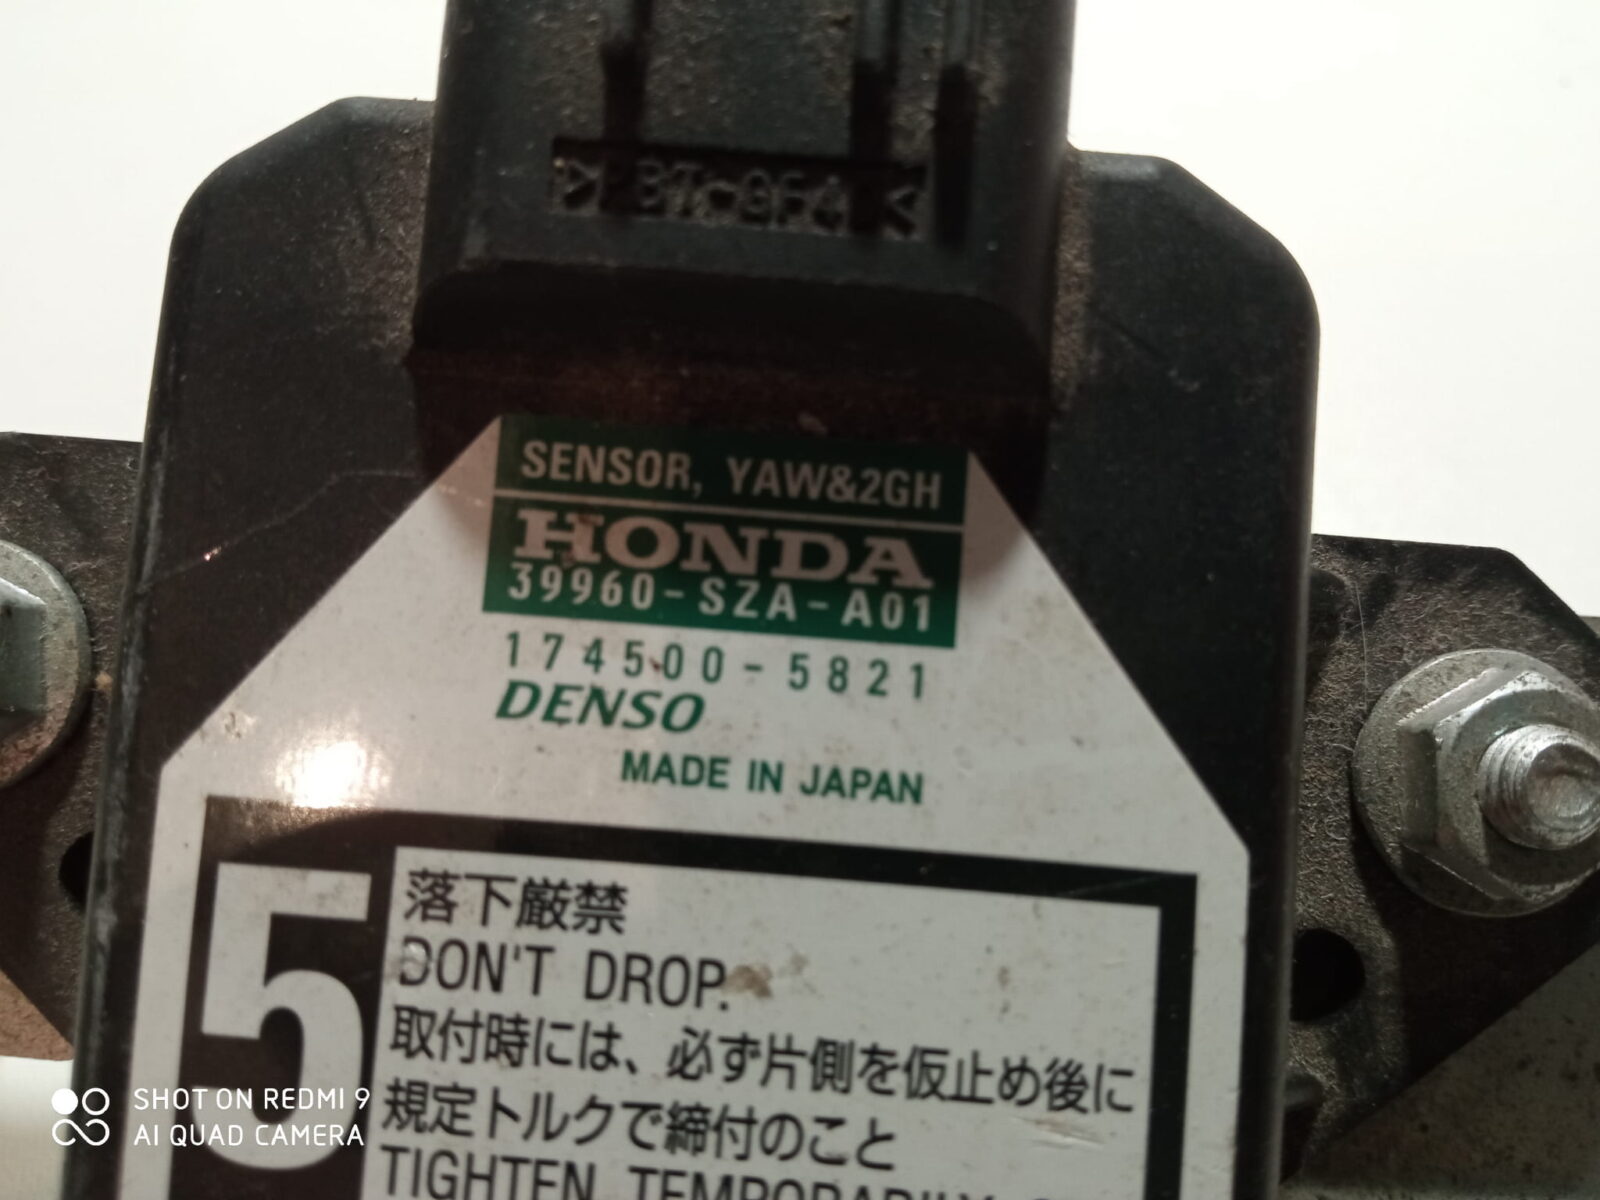 SENSOR, YAW&2GH
HONDA
39960-SZA-A01
174500-5821
DENSO
MADE IN JAPAN
5
落下厳禁
DON'T DROP.
取付時には、必ず片側を仮止め後に
規定トルクで締付のこと
TIGHTEN TEMPORARILY
SHOT ON REDMI 9
AI QUAD CAMERA